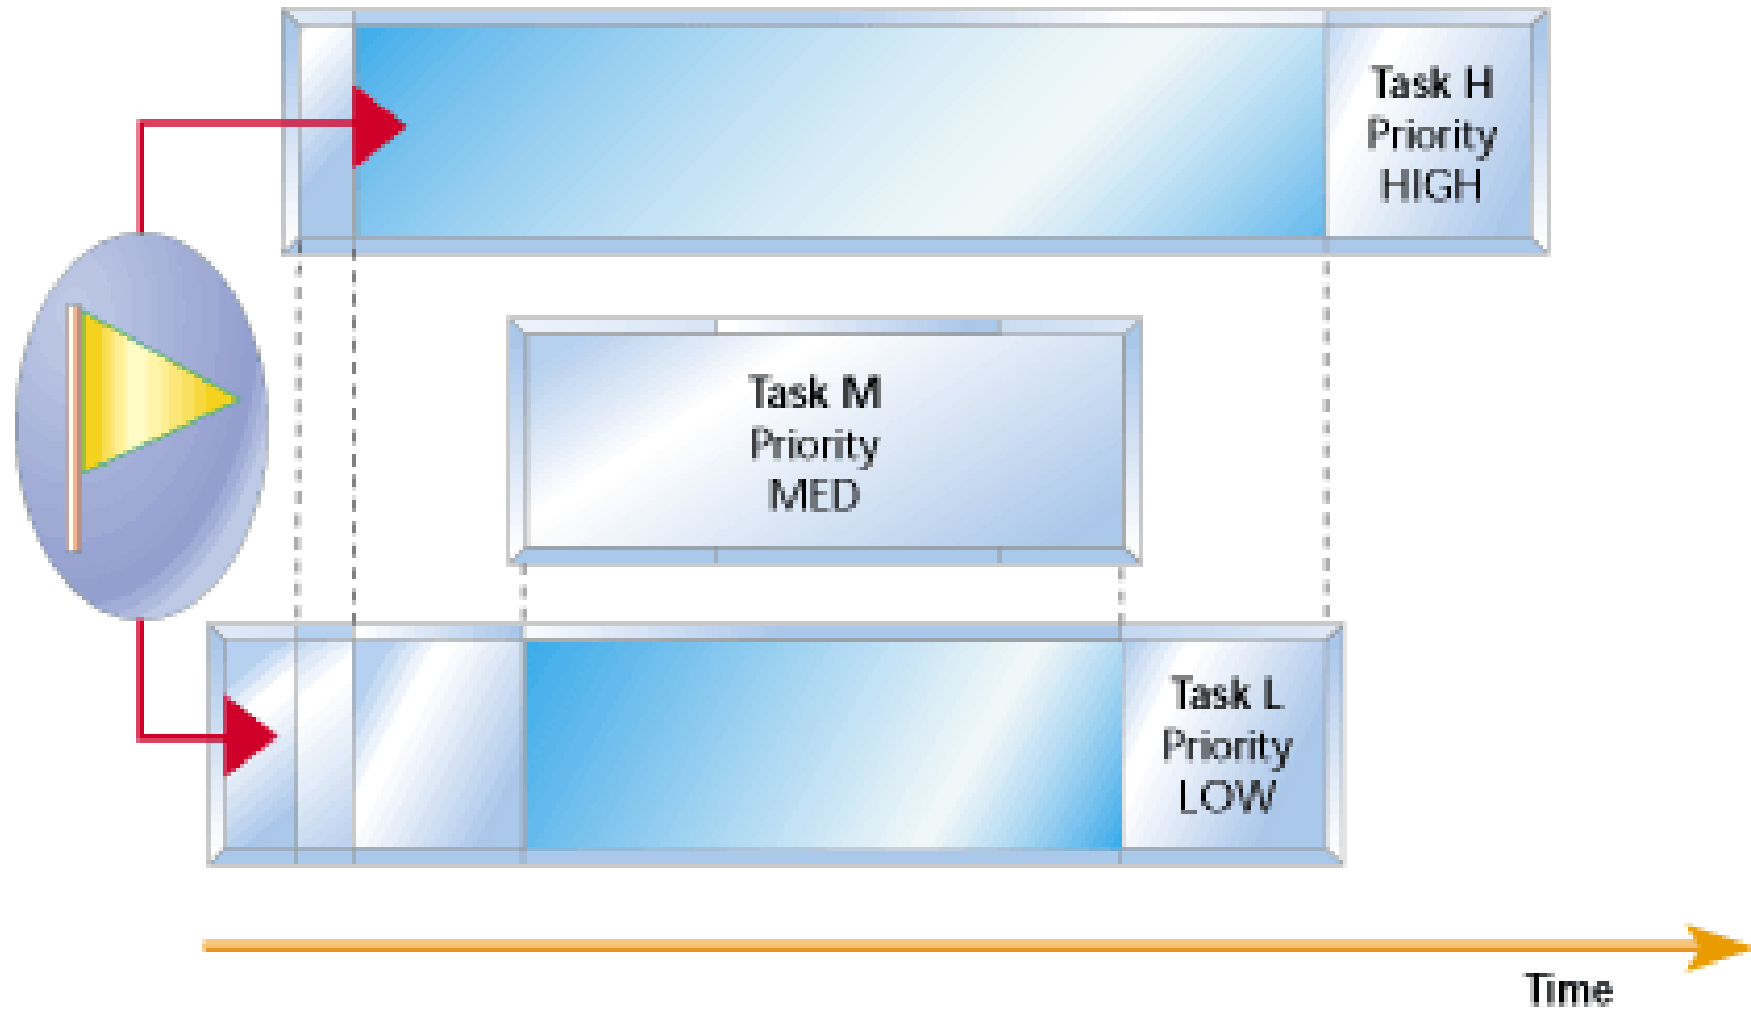 Task H
Priority
HIGH
Task M
Priority
MED
Task L
Priority
LOW
Time